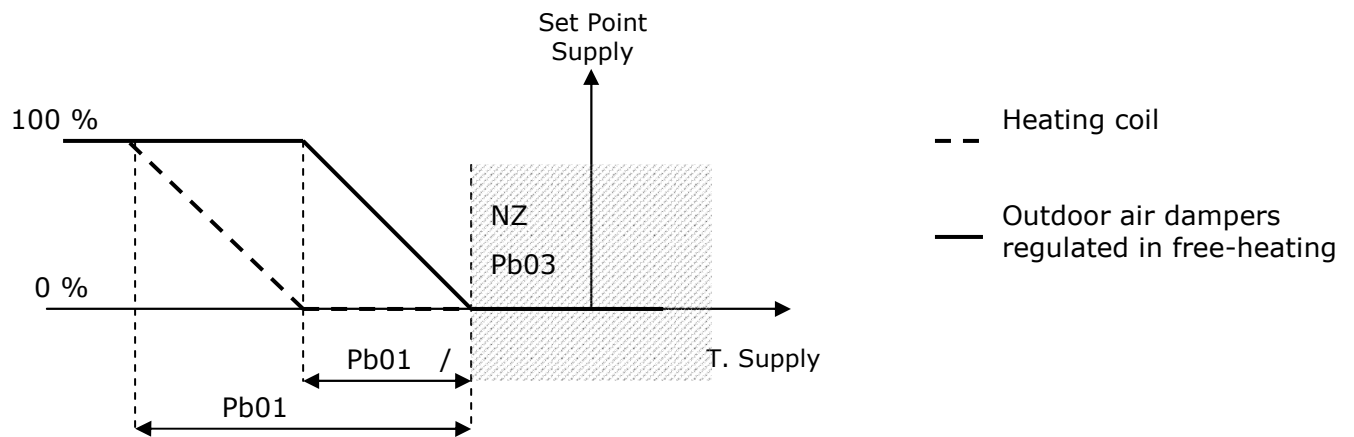 Set Point
Supply
100 %
Heating coil
NZ
Outdoor air dampers
regulated in free-heating
Pb03
0 %
Pb01 /
T. Supply
Pb01